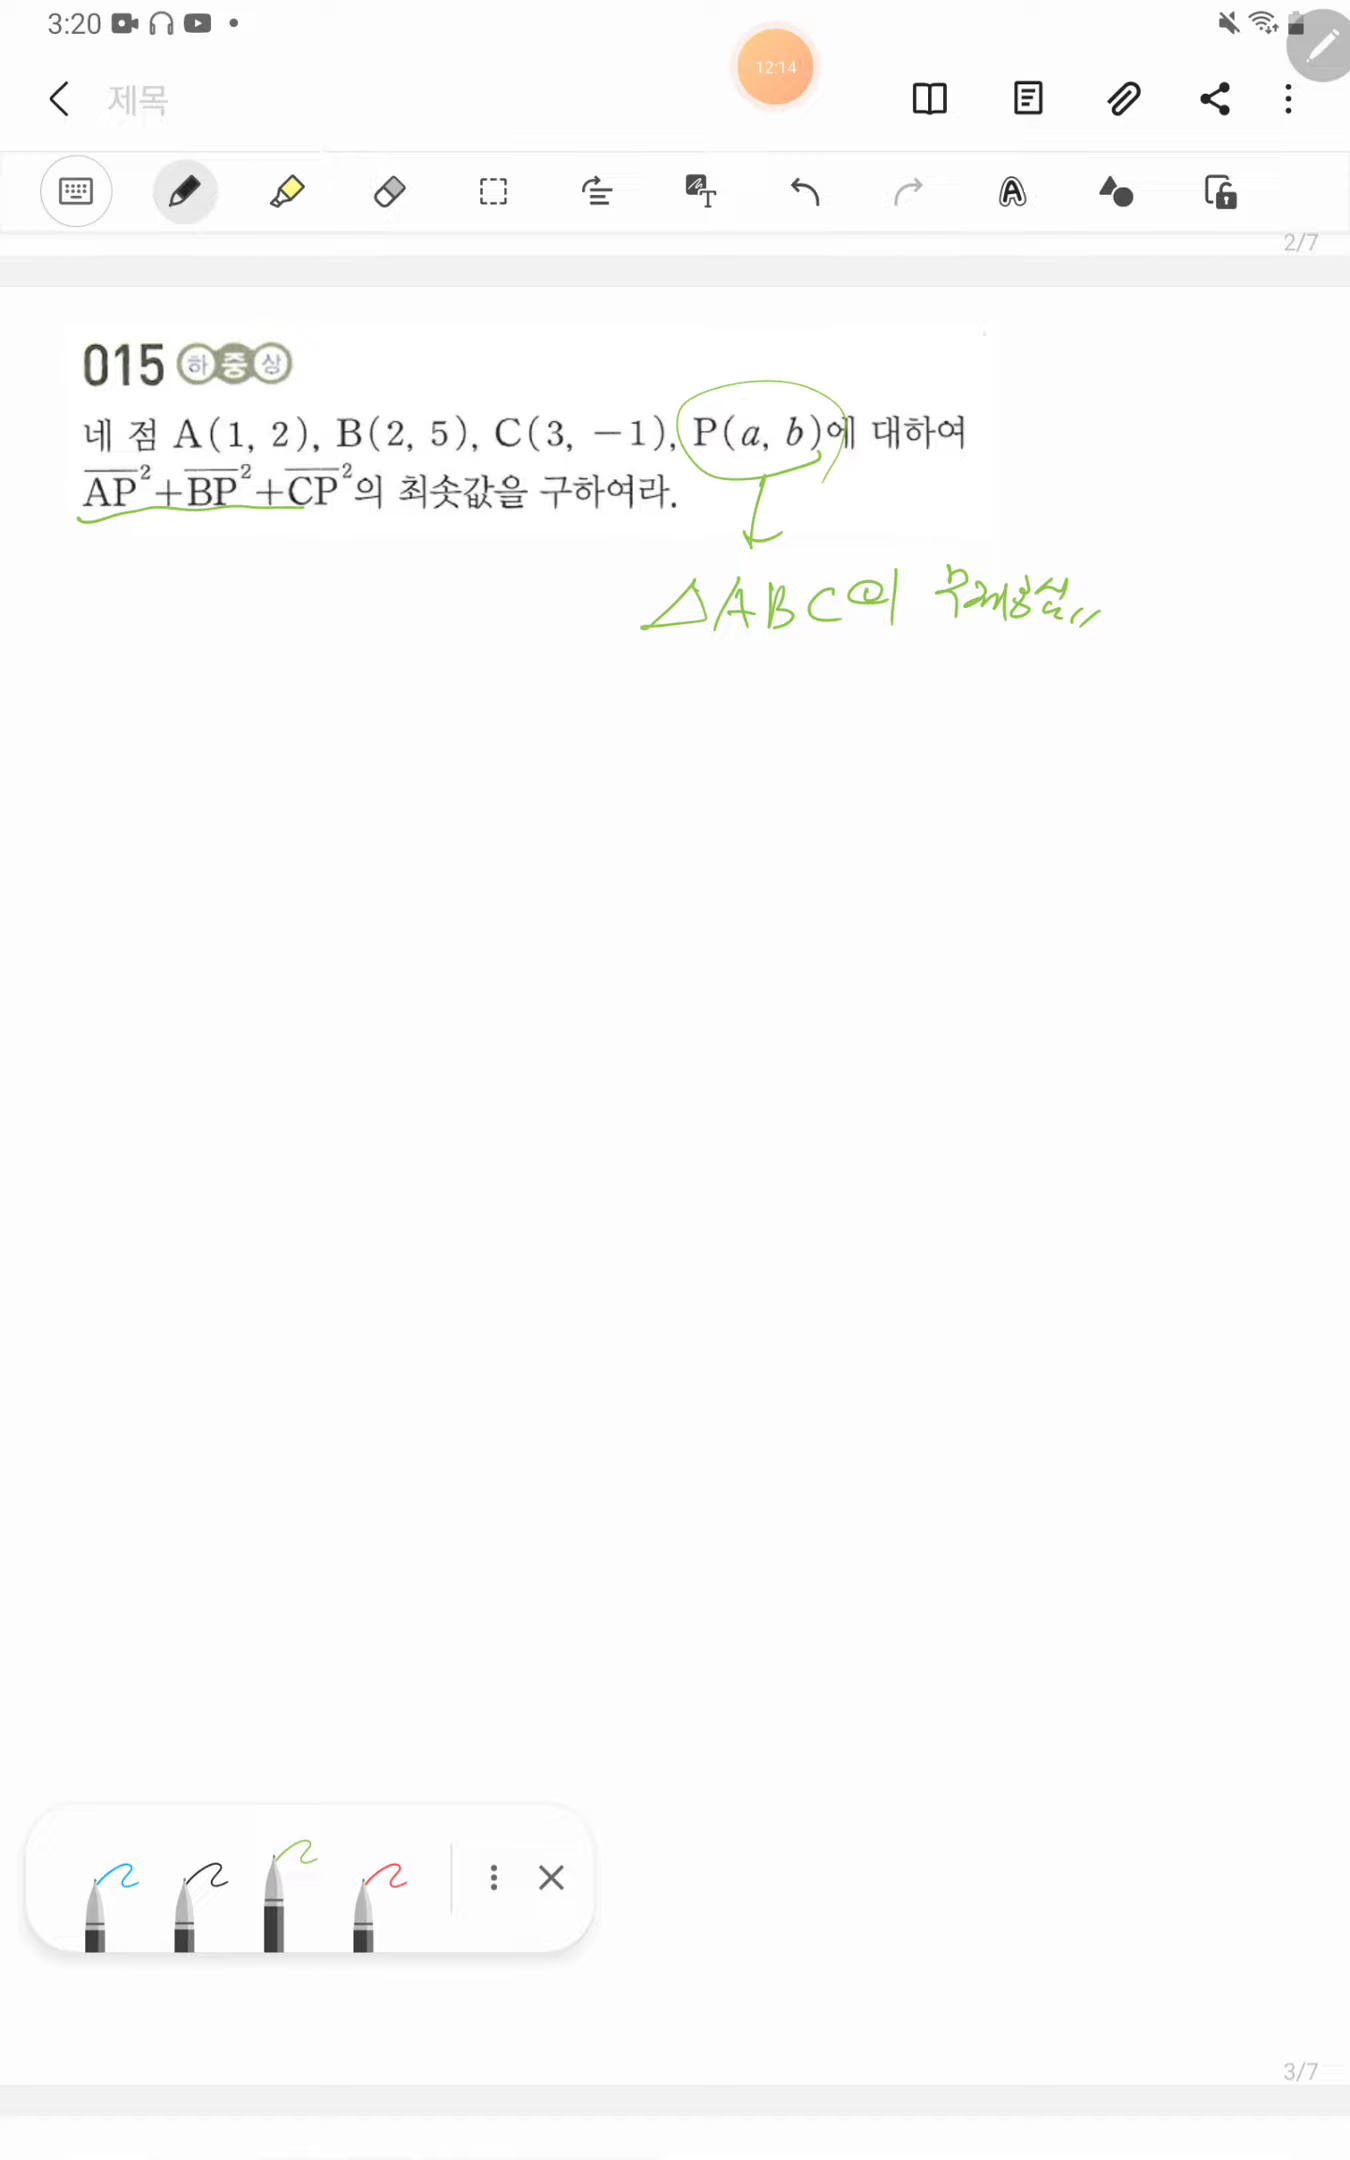 3:20
12:14
제목
2/7
015 하 중 상
네 점 A(1, 2), B(2, 5), C(3, −1), P(a, b)에 대하여
AP²+BP²+CP²의 최솟값을 구하여라.
△ABC의 무게중심
3/7